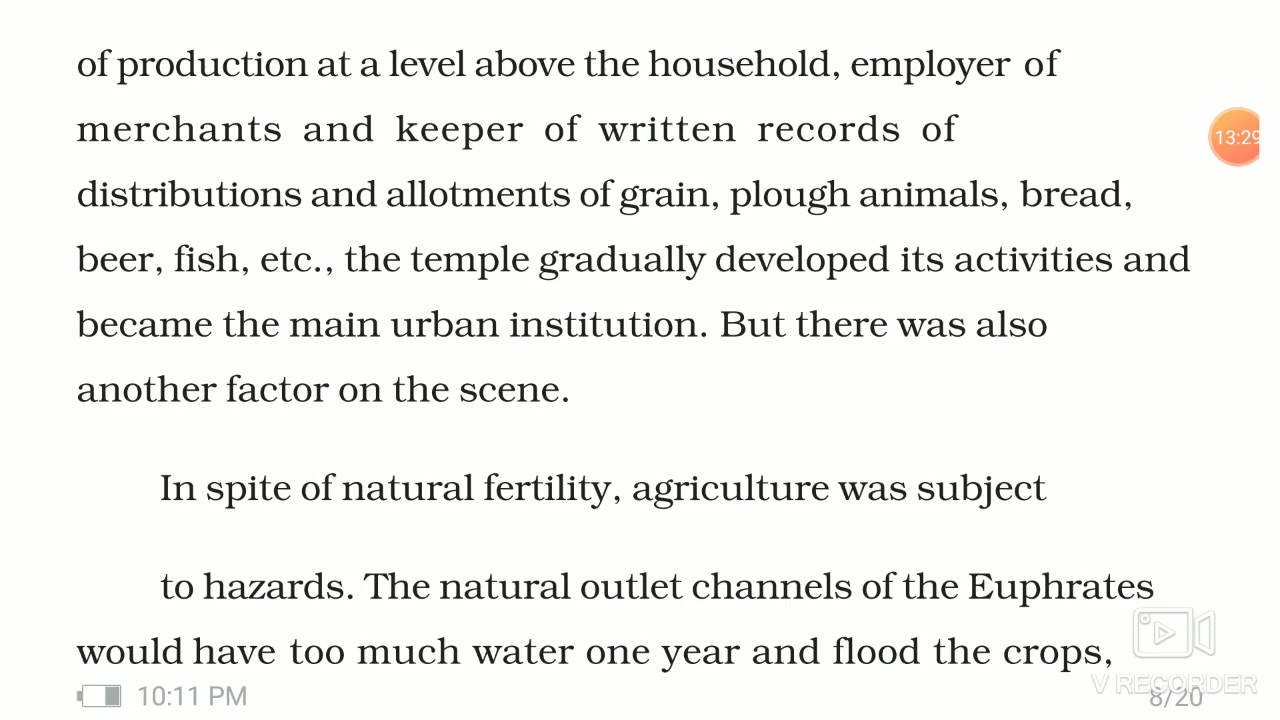 of production at a level above the household, employer of
merchants and keeper of written records of
distributions and allotments of grain, plough animals, bread,
beer, fish, etc., the temple gradually developed its activities and
became the main urban institution. But there was also
another factor on the scene.
In spite of natural fertility, agriculture was subject
to hazards. The natural outlet channels of the Euphrates
would have too much water one year and flood the crops,
13:29
V RECORDER
10:11 PM
8/20